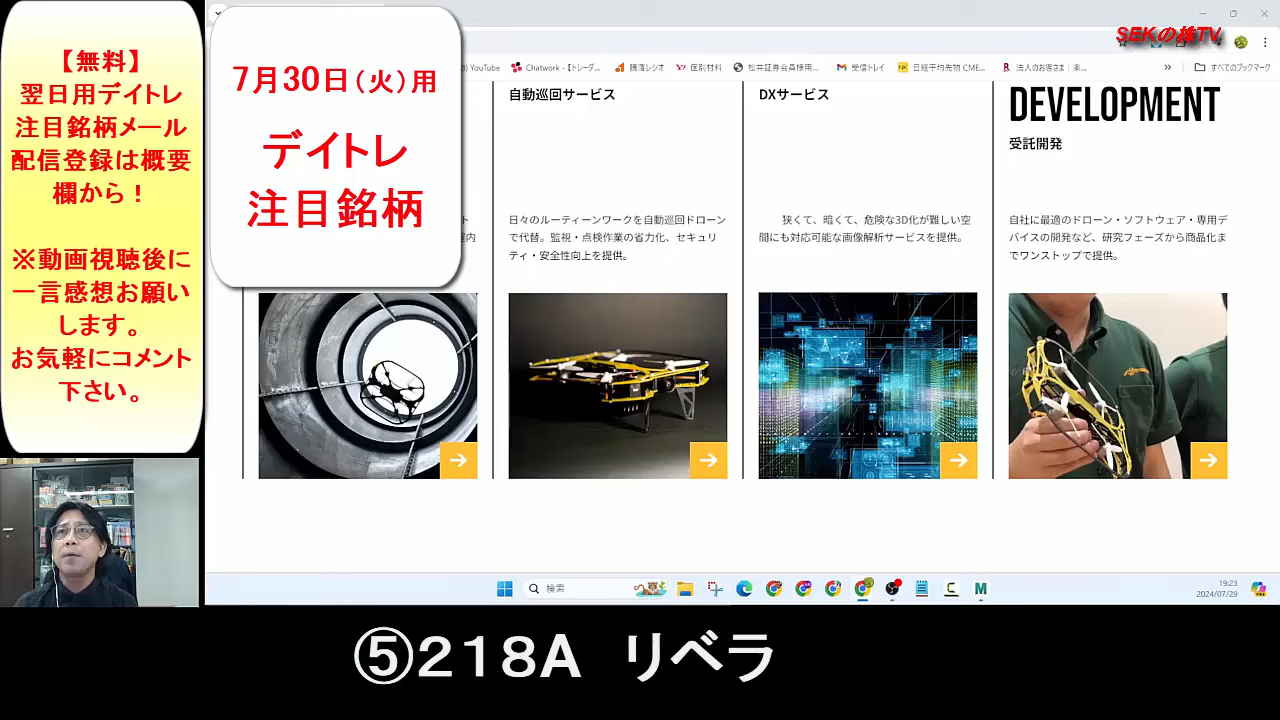 【無料】
翌日用デイトレ
注目銘柄メール
配信登録は概要
欄から！
※動画視聴後に
一言感想お願い
します。
お気軽にコメント
下さい。
7月30日（火）用
デイトレ
注目銘柄
SEKの株TV
YouTube
Chatwork -【トレーダ...
騰落レシオ
個別材料
松井証券会員様用...
受信トレイ
日経平均先物 CME...
法人のお客さま｜楽...
»
すべてのブックマーク
自動巡回サービス
日々のルーティーンワークを自動巡回ドローン
で代替。監視・点検作業の省力化、セキュリ
ティ・安全性向上を提供。
DXサービス
狭くて、暗くて、危険な3D化が難しい空
間にも対応可能な画像解析サービスを提供。
DEVELOPMENT
受託開発
自社に最適のドローン・ソフトウェア・専用デ
バイスの開発など、研究フェーズから商品化ま
でワンストップで提供。
検索
19:23
2024/07/29
⑤218A　リベラ